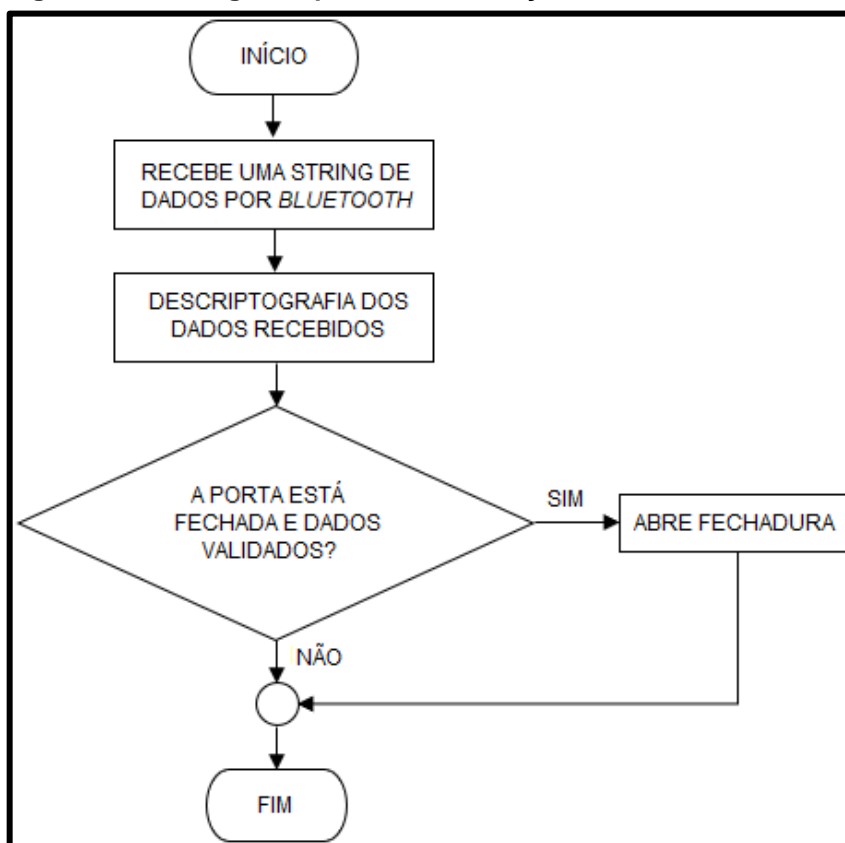 INÍCIO
RECEBE UMA STRING DE
DADOS POR BLUETOOTH
DESCRIPTOGRAFIA DOS
DADOS RECEBIDOS
A PORTA ESTÁ
FECHADA E DADOS
VALIDADOS?
SIM
ABRE FECHADURA
NÃO
FIM